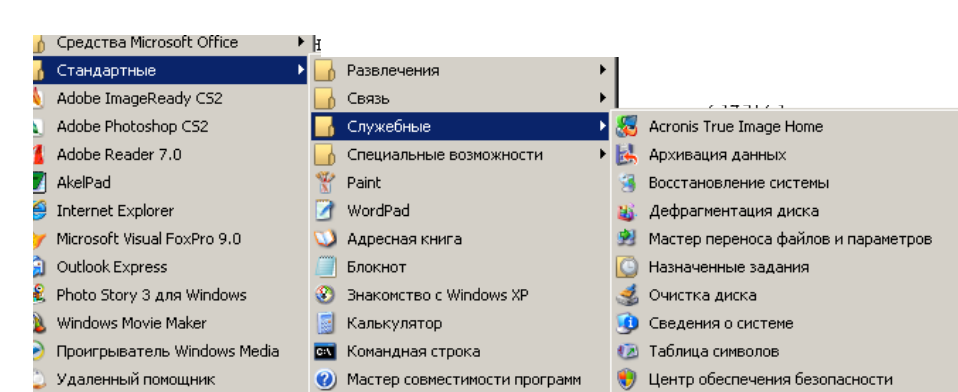 Средства Microsoft Office
Стандартные
Adobe ImageReady CS2
Adobe Photoshop CS2
Adobe Reader 7.0
AkelPad
Internet Explorer
Microsoft Visual FoxPro 9.0
Outlook Express
Photo Story 3 для Windows
Windows Movie Maker
Проигрыватель Windows Media
Удаленный помощник
Развлечения
Связь
Служебные
Специальные возможности
Paint
WordPad
Адресная книга
Блокнот
Знакомство с Windows XP
Калькулятор
Командная строка
Мастер совместимости программ
Acronis True Image Home
Архивация данных
Восстановление системы
Дефрагментация диска
Мастер переноса файлов и параметров
Назначенные задания
Очистка диска
Сведения о системе
Таблица символов
Центр обеспечения безопасности